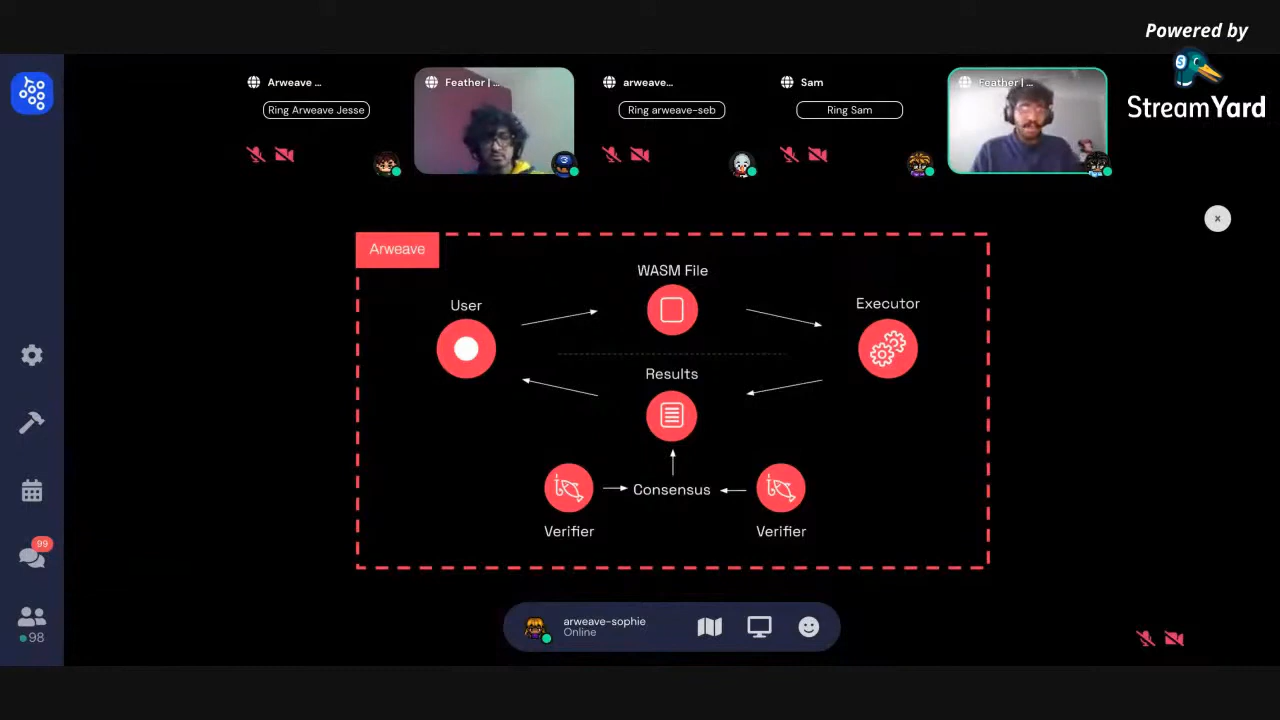 Powered by
StreamYard
Arweave ...
Feather | ...
arweave...
Sam
Feather | ...
Ring Arweave Jesse
Ring arweave-seb
Ring Sam
Arweave
WASM File
User
Executor
Results
Consensus
Verifier
Verifier
99
98
arweave-sophie
Online